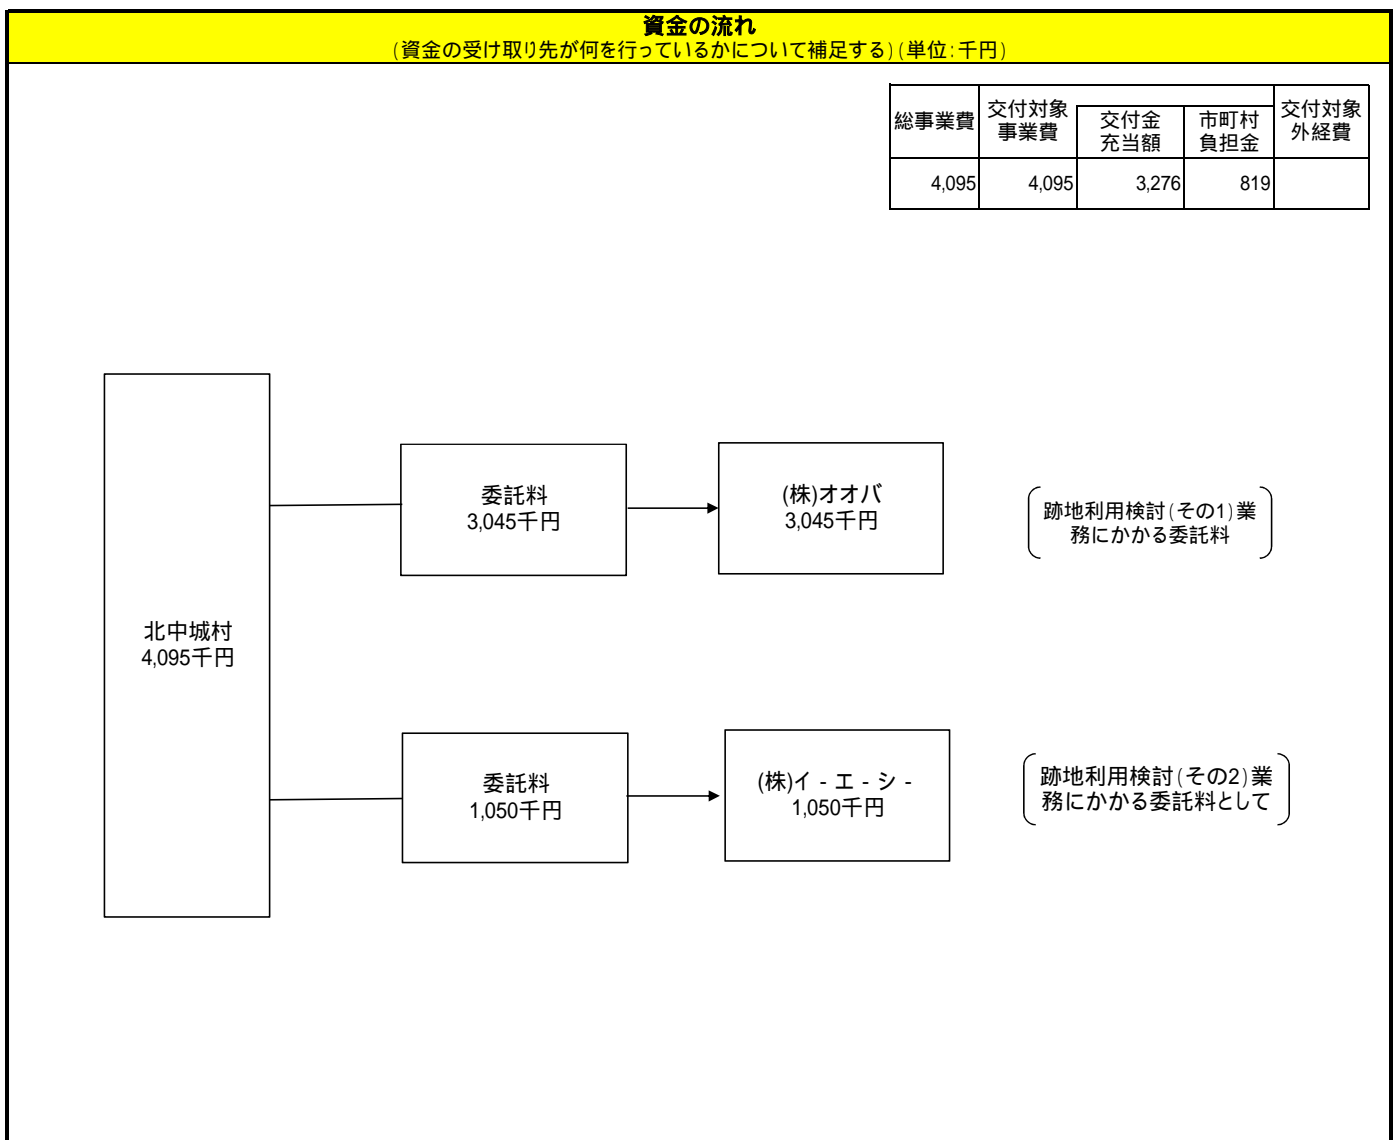 資金の流れ
(資金の受け取り先が何を行っているかについて補足する)(単位:千円)
総事業費
交付対象
事業費
交付金
充当額
市町村
負担金
交付対象
外経費
4,095
4,095
3,276
819
北中城村
4,095千円
委託料
3,045千円
(株)オオバ
3,045千円
跡地利用検討(その1)業
務にかかる委託料
委託料
1,050千円
(株)イ-エ-シ-
1,050千円
跡地利用検討(その2)業
務にかかる委託料として